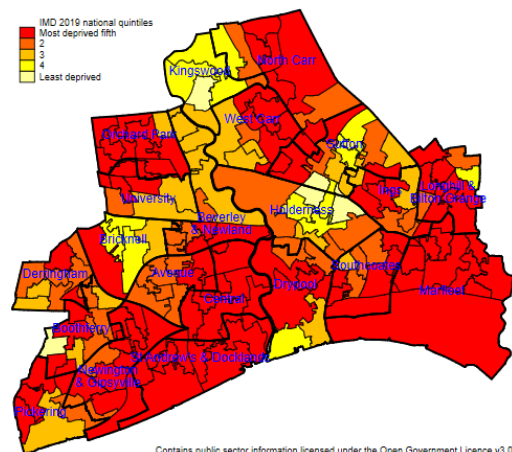 IMD 2019 national quintiles
Most deprived fifth
2
3
4
Least deprived
North Carr
Kingswood
West Carr
Orchard Park
Sutton
University
Ings
Longhill &
Bilton Grange
Holderness
Beverley
& Newland
Bricknell
Derringham
Avenue
Southcoates
Drypool
Central
Marfleet
Boothferry
St Andrew's & Docklands
Newington
& Gipsyville
Pickering
Contains public sector information licensed under the Open Government Licence v3.0